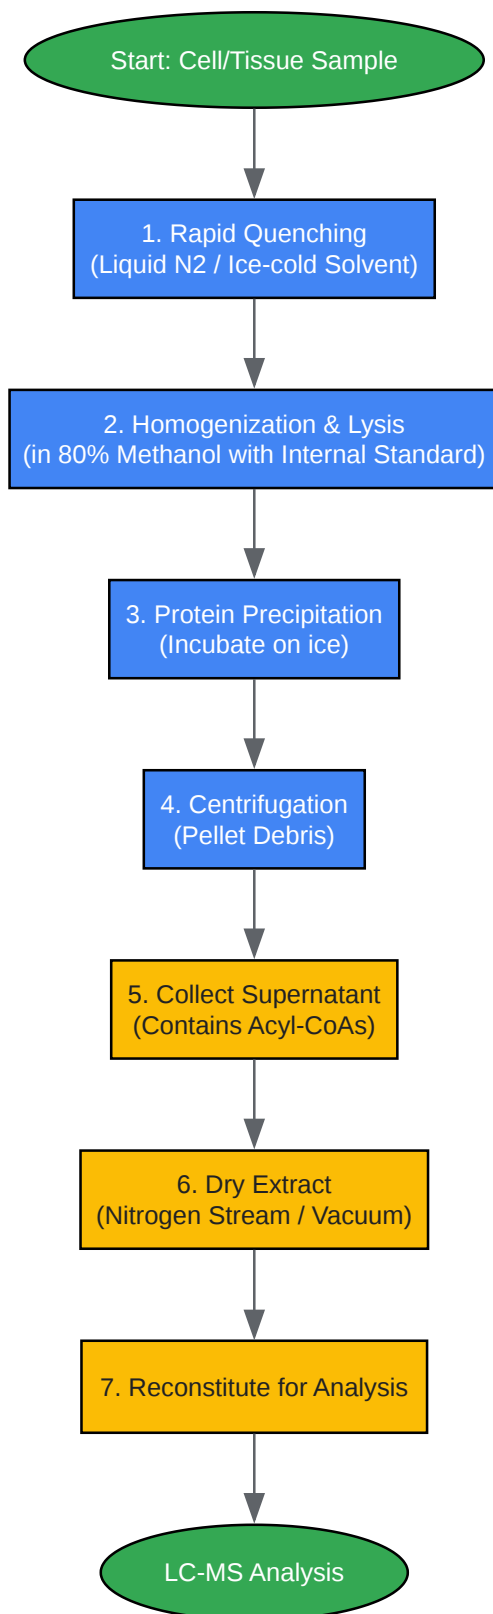 Start: Cell/Tissue Sample
1. Rapid Quenching
(Liquid N2 / Ice-cold Solvent)
2. Homogenization & Lysis
(in 80% Methanol with Internal Standard)
3. Protein Precipitation
(Incubate on ice)
4. Centrifugation
(Pellet Debris)
5. Collect Supernatant
(Contains Acyl-CoAs)
6. Dry Extract
(Nitrogen Stream / Vacuum)
7. Reconstitute for Analysis
LC-MS Analysis